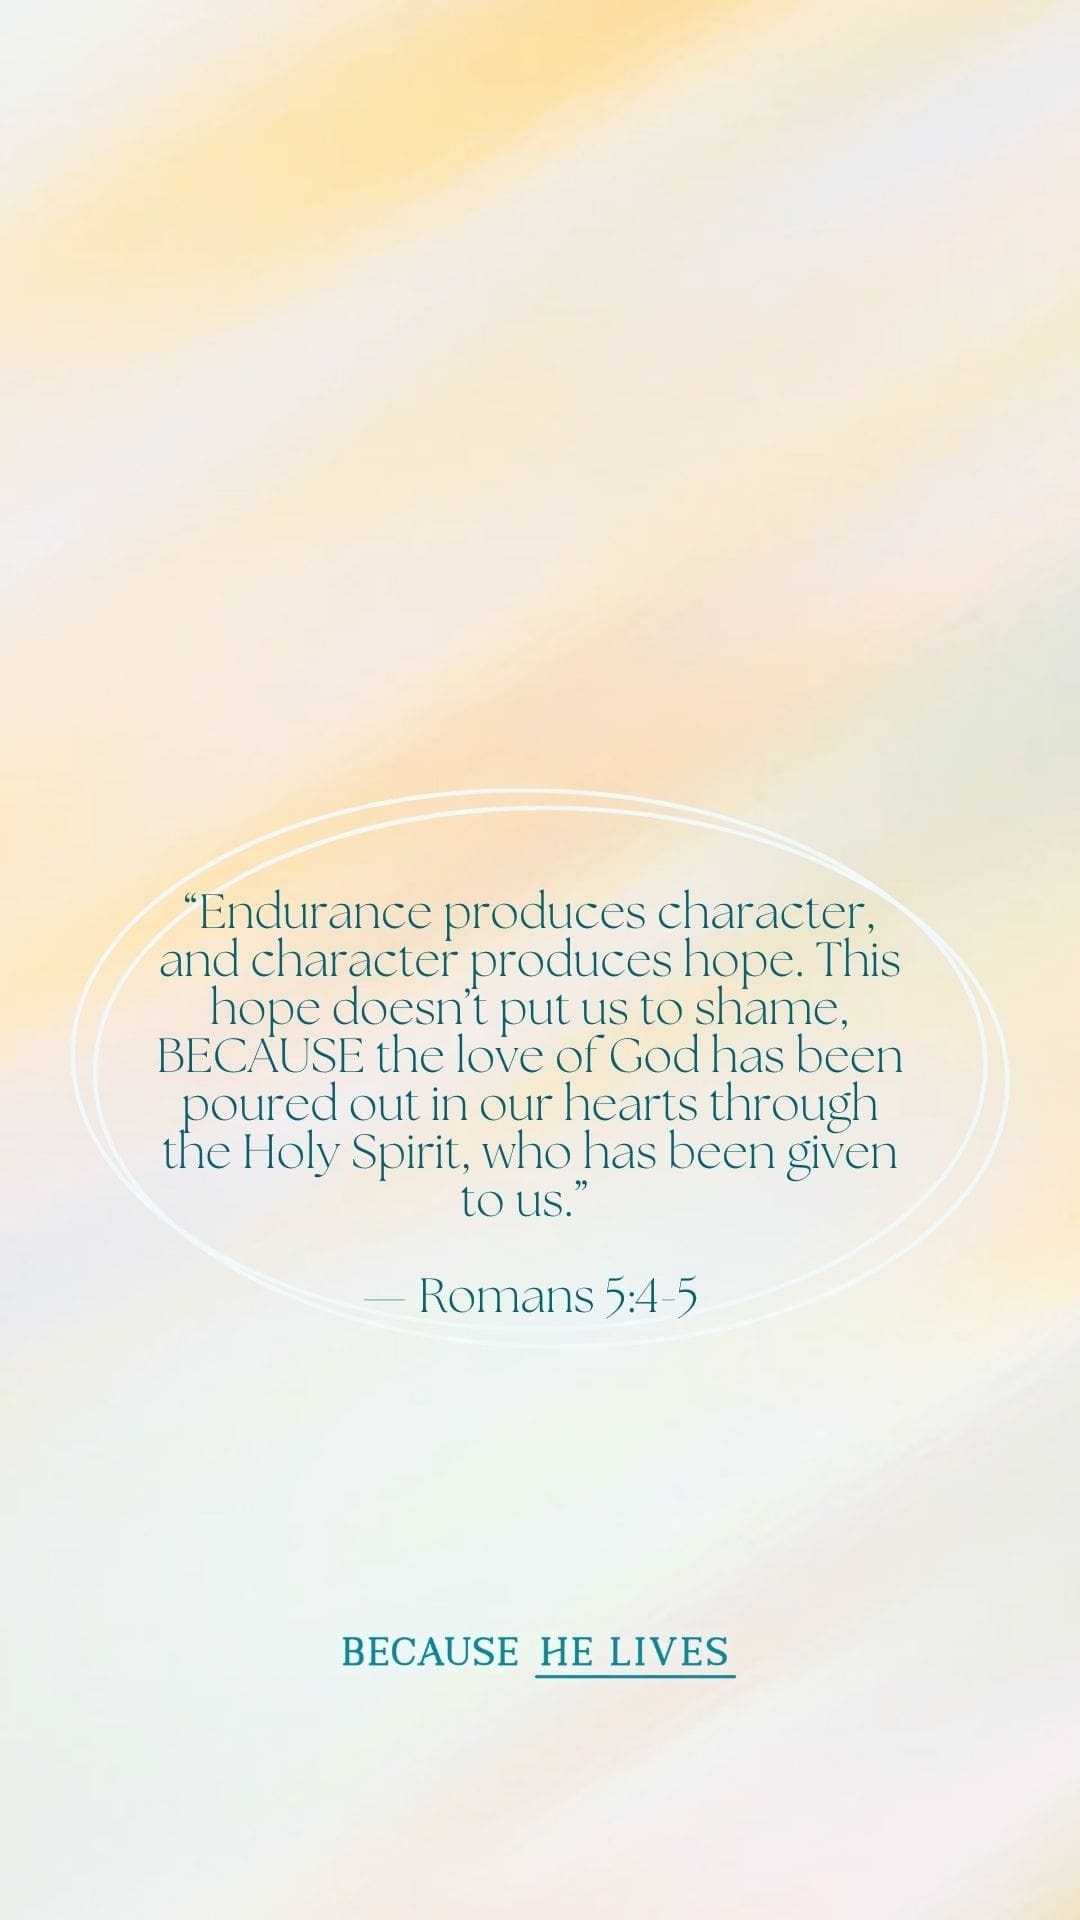 “Endurance produces character,
and character produces hope. This
hope doesn’t put us to shame,
BECAUSE the love of God has been
poured out in our hearts through
the Holy Spirit, who has been given
to us.”
— Romans 5:4-5
BECAUSE HE LIVES